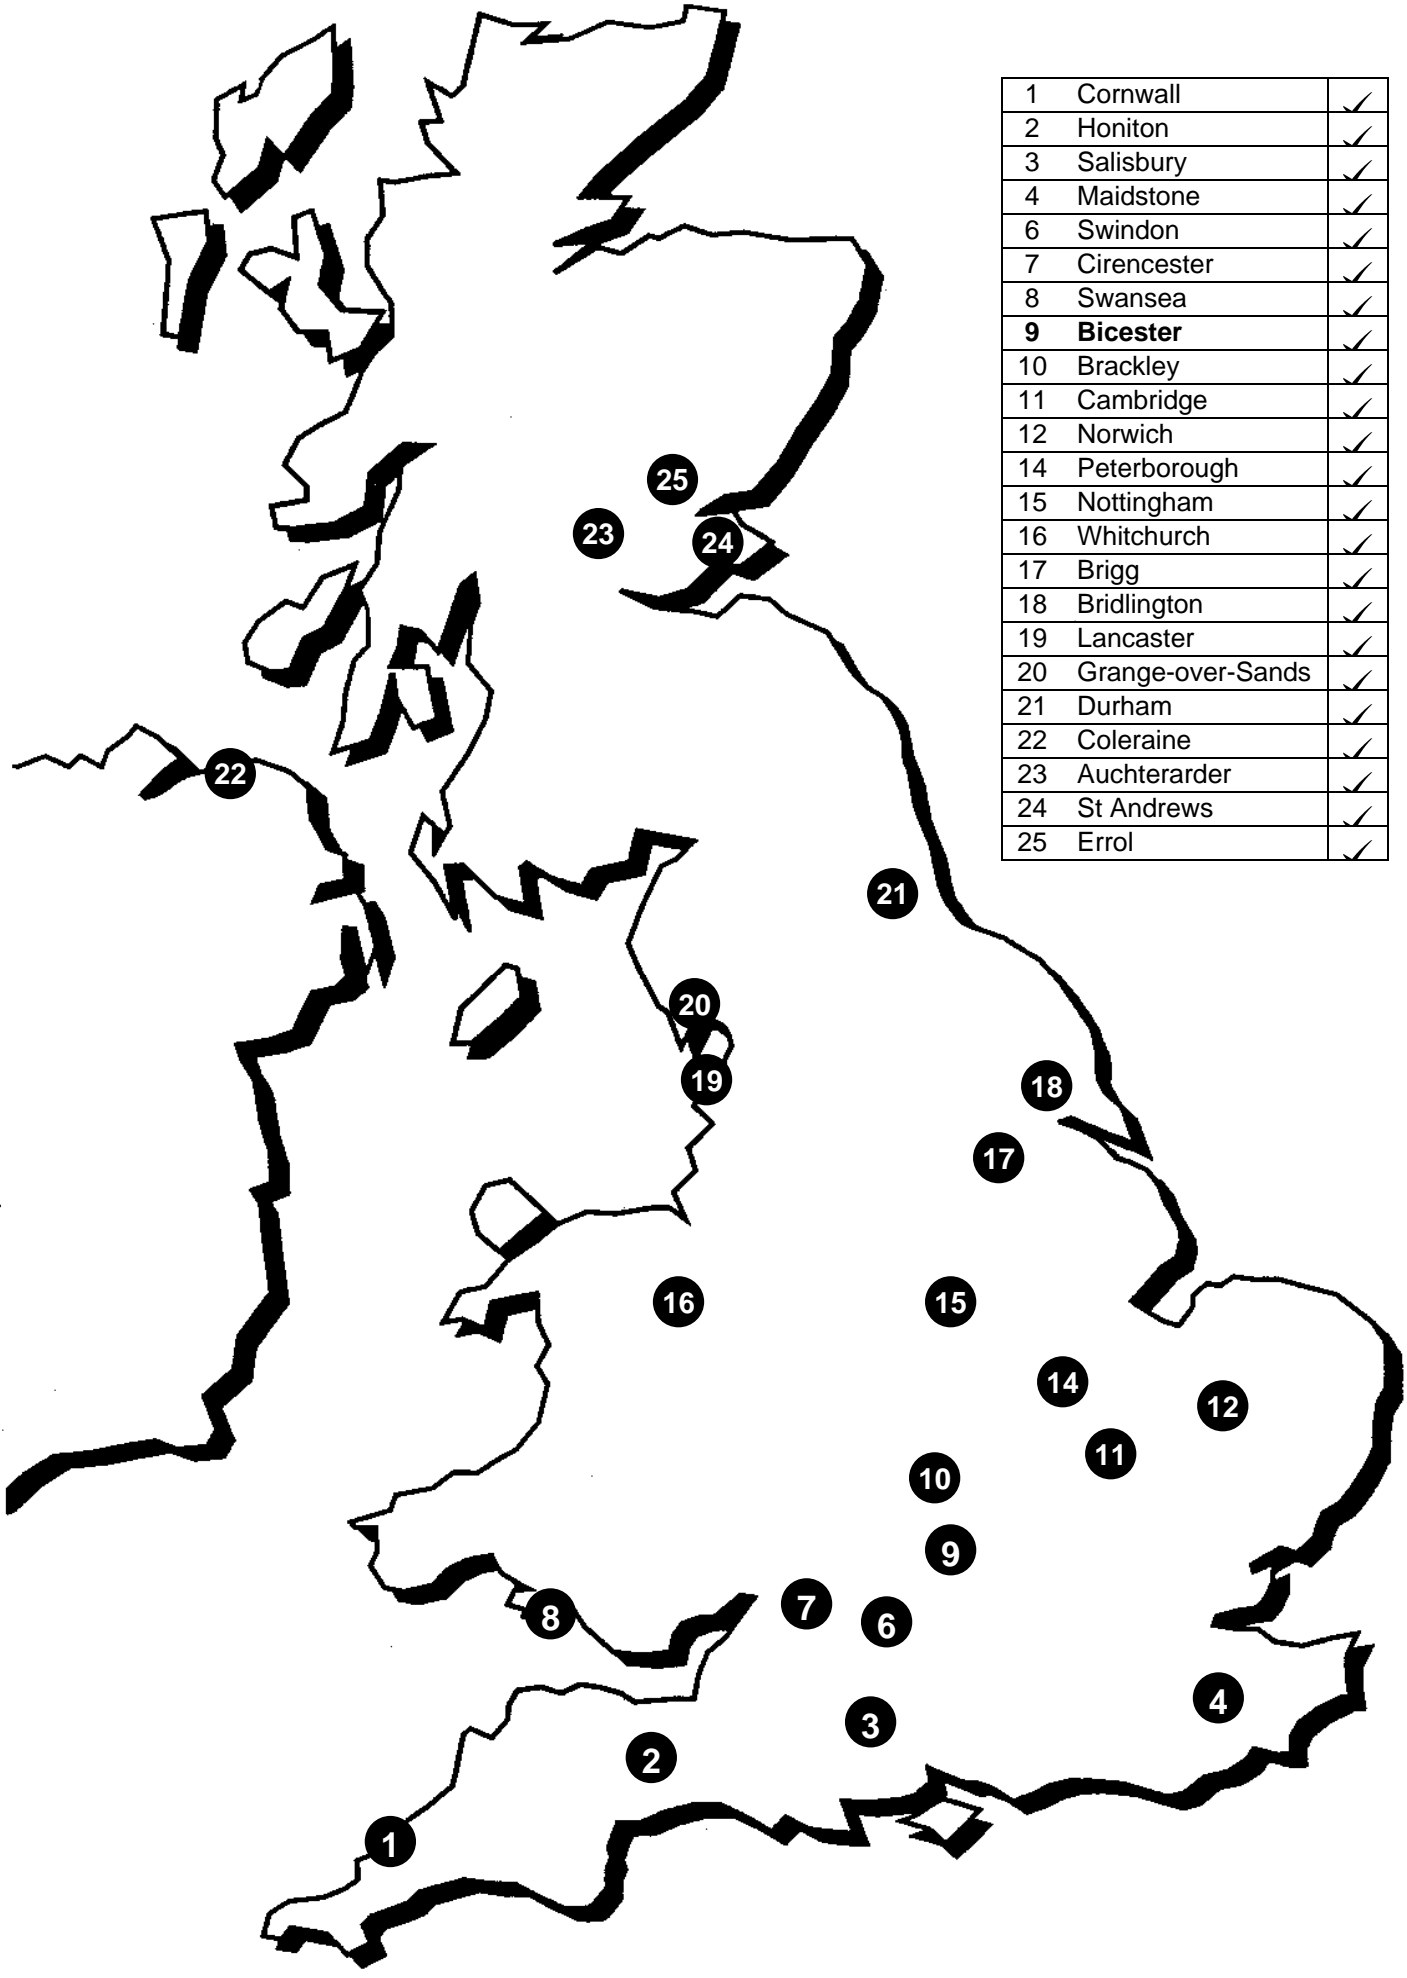 1 Cornwall ✓
2 Honiton ✓
3 Salisbury ✓
4 Maidstone ✓
6 Swindon ✓
7 Cirencester ✓
8 Swansea ✓
9 Bicester ✓
10 Brackley ✓
11 Cambridge ✓
12 Norwich ✓
14 Peterborough ✓
15 Nottingham ✓
16 Whitchurch ✓
17 Brigg ✓
18 Bridlington ✓
19 Lancaster ✓
20 Grange-over-Sands ✓
21 Durham ✓
22 Coleraine ✓
23 Auchterarder ✓
24 St Andrews ✓
25 Errol ✓
25
23
24
22
21
20
19
18
17
16
15
14
12
11
10
9
7
6
8
4
3
2
1